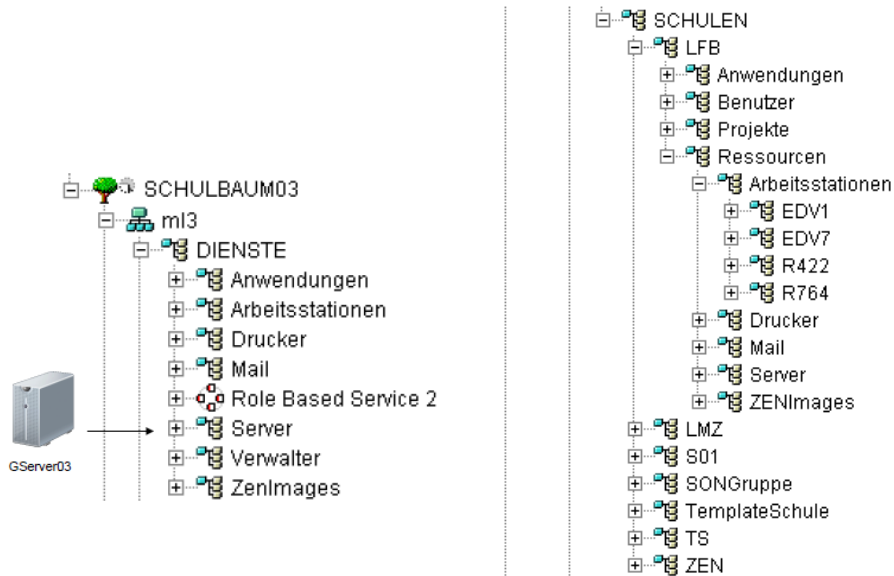 SCHULBAUM03
ml3
DIENSTE
Anwendungen
Arbeitsstationen
Drucker
Mail
Role Based Service 2
Server
Verwalter
ZenImages
GServer03
SCHULEN
LFB
Anwendungen
Benutzer
Projekte
Ressourcen
Arbeitsstationen
EDV1
EDV7
R422
R764
Drucker
Mail
Server
ZENImages
LMZ
S01
SONGruppe
TemplateSchule
TS
ZEN